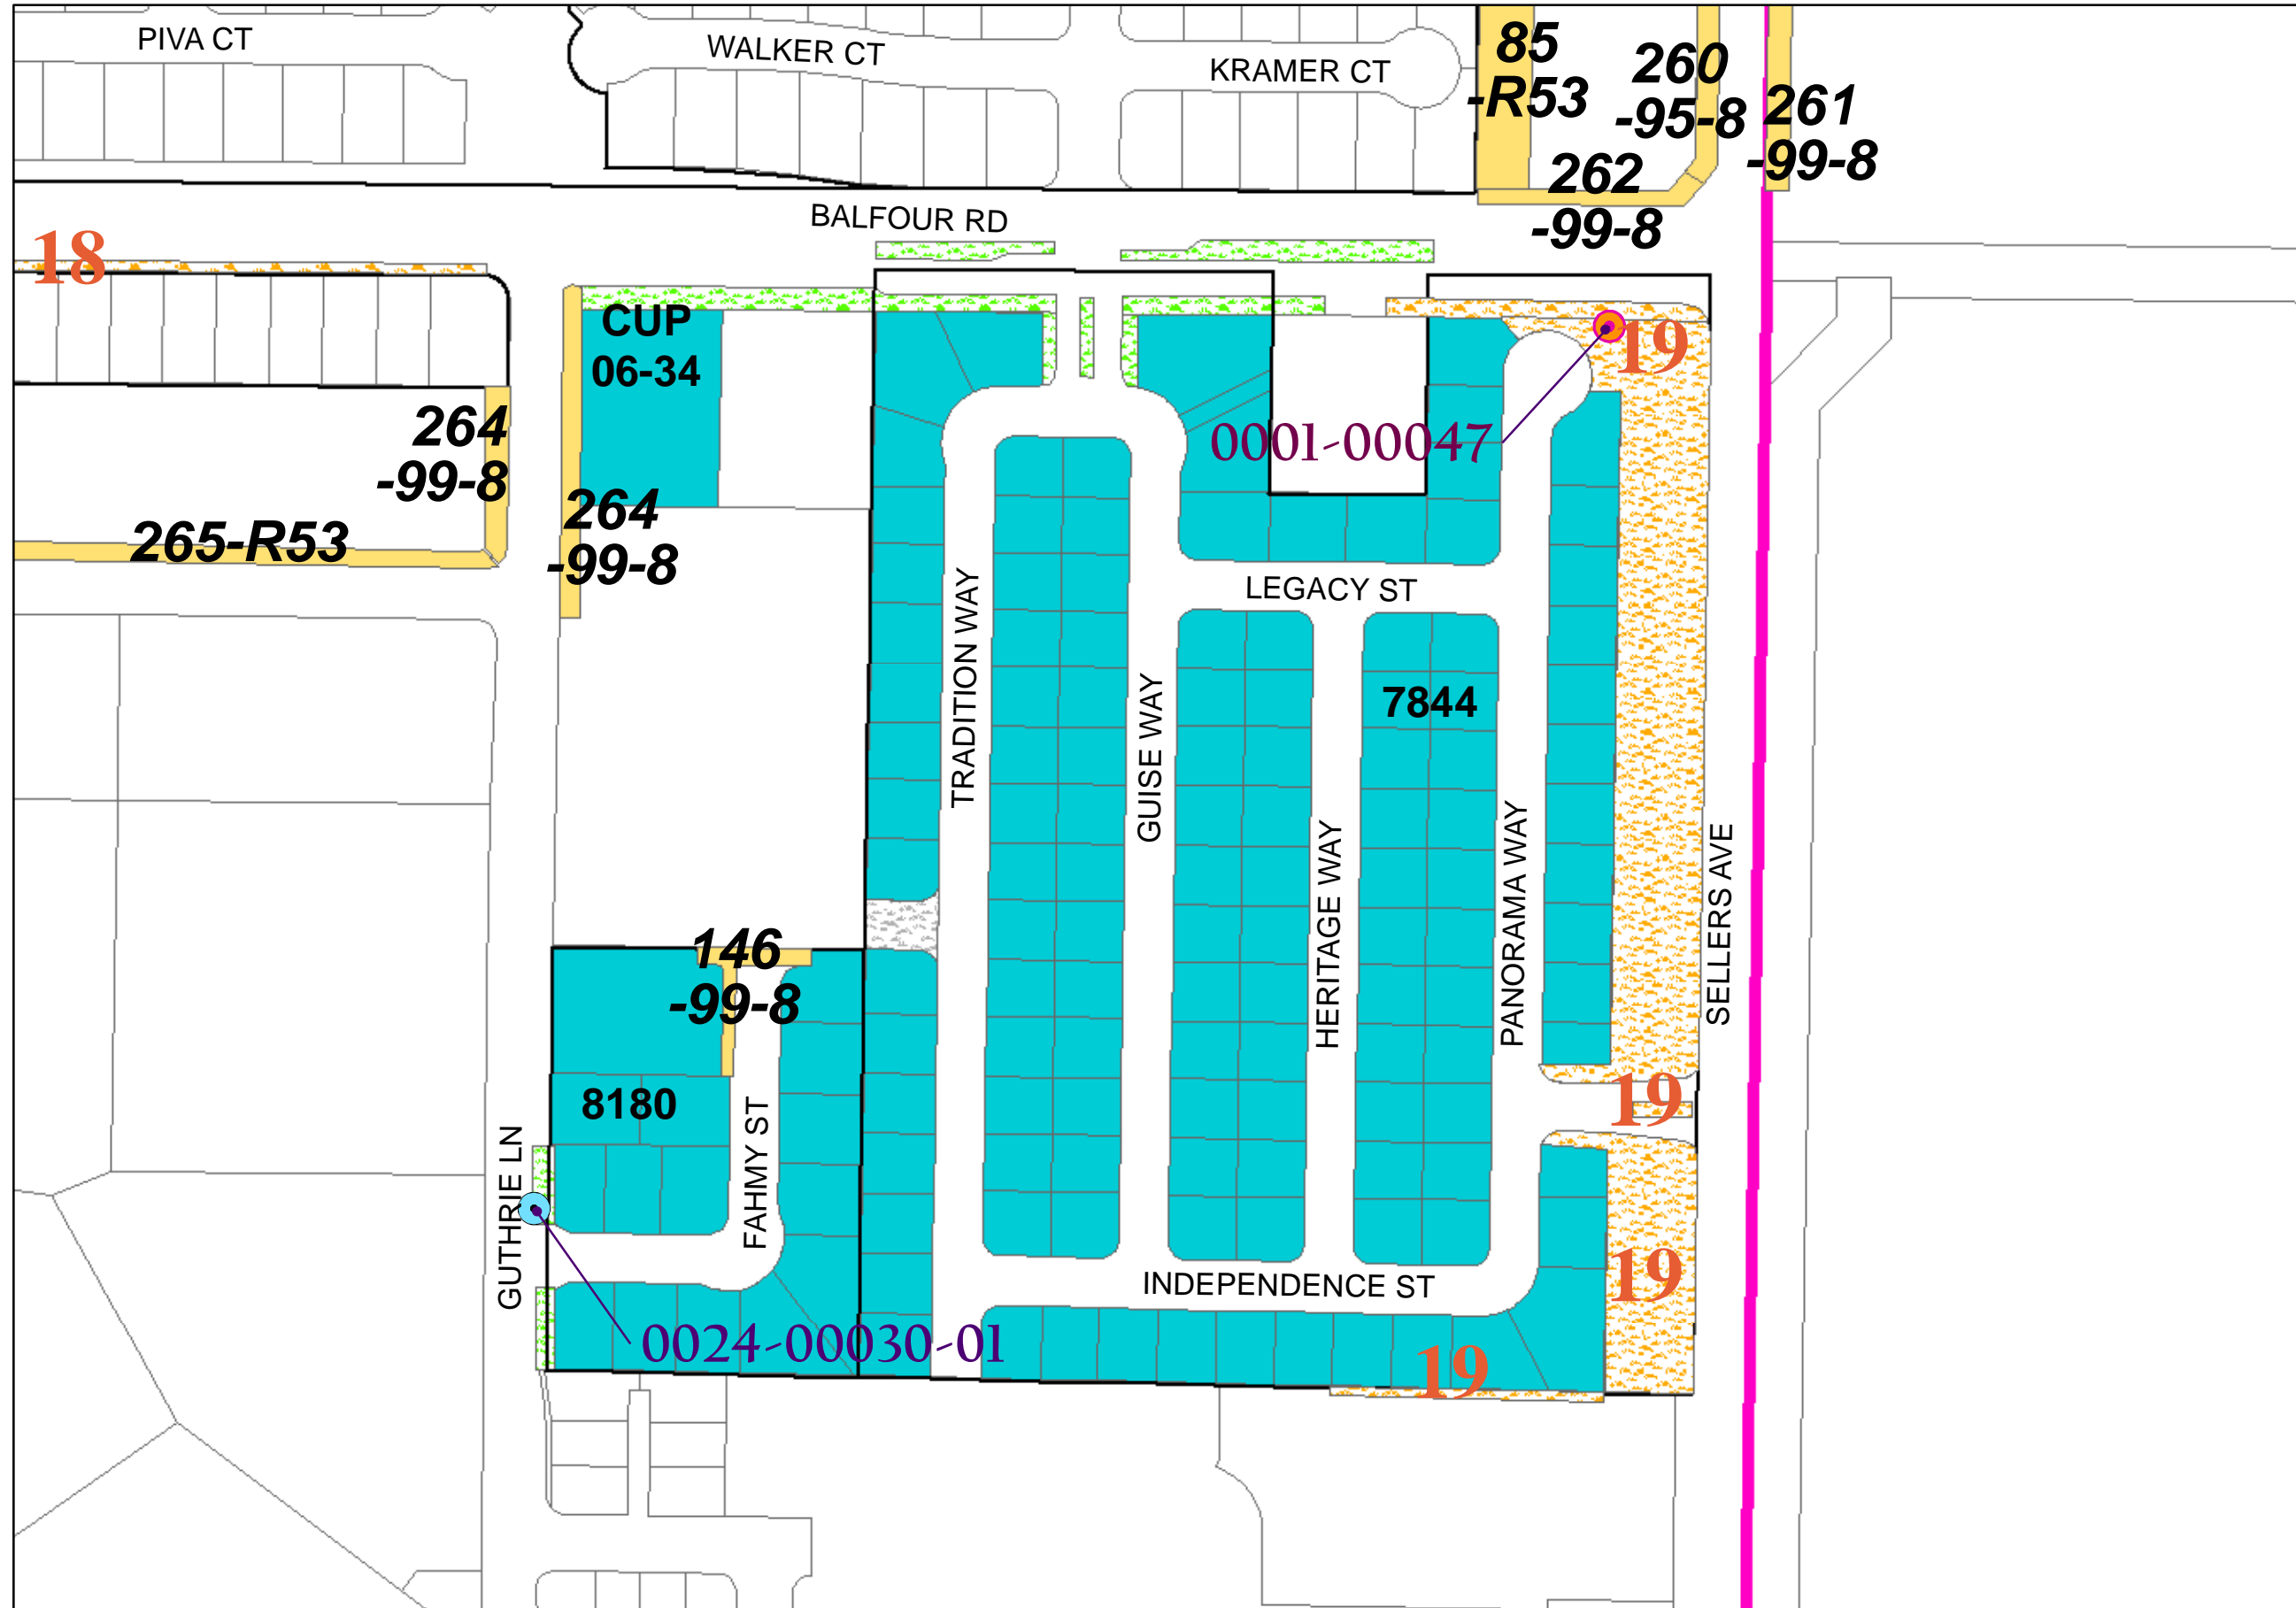 PIVA CT
WALKER CT
KRAMER CT
85
-R53
260
-95-8
261
-99-8
262
-99-8
BALFOUR RD
18
CUP
06-34
19
264
-99-8
0001-00047
264
-99-8
265-R53
LEGACY ST
TRADITION WAY
GUISE WAY
7844
HERITAGE WAY
PANORAMA WAY
SELLERS AVE
146
-99-8
8180
19
FAHMY ST
GUTHRIE LN
19
INDEPENDENCE ST
0024-00030-01
19